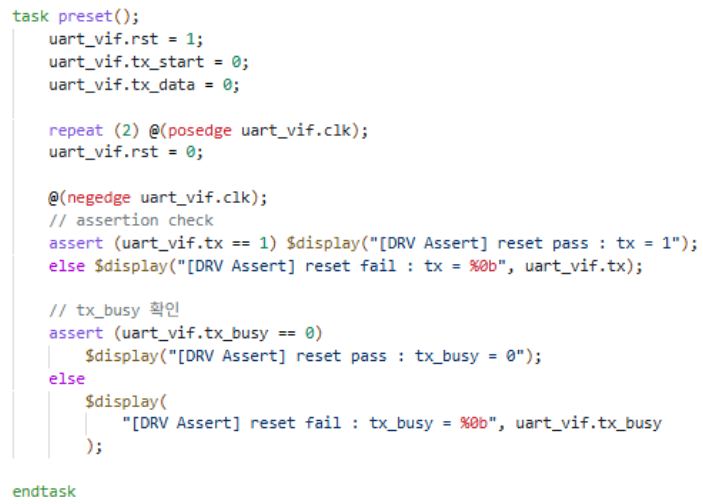 task preset();
    uart_vif.rst = 1;
    uart_vif.tx_start = 0;
    uart_vif.tx_data = 0;

    repeat (2) @(posedge uart_vif.clk);
    uart_vif.rst = 0;

    @(negedge uart_vif.clk);
    // assertion check
    assert (uart_vif.tx == 1) $display("[DRV Assert] reset pass : tx = 1");
    else $display("[DRV Assert] reset fail : tx = %0b", uart_vif.tx);

    // tx_busy 확인
    assert (uart_vif.tx_busy == 0)
        $display("[DRV Assert] reset pass : tx_busy = 0");
    else
        $display(
            "[DRV Assert] reset fail : tx_busy = %0b", uart_vif.tx_busy
        );

endtask